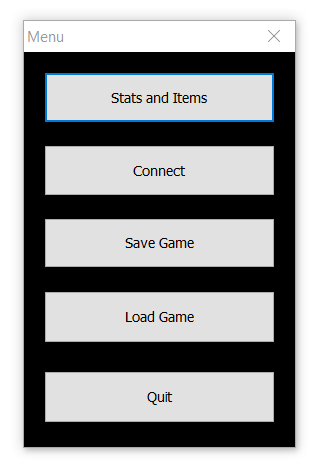 Menu
Stats and Items
Connect
Save Game
Load Game
Quit